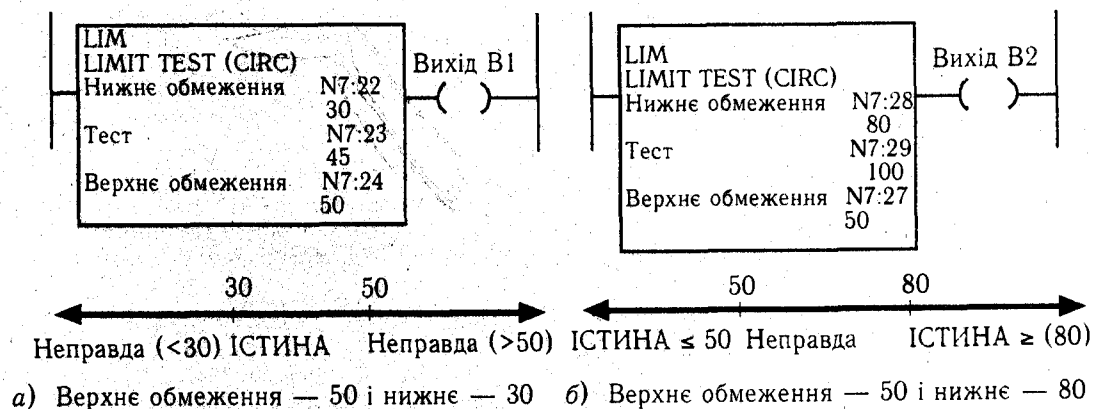 LIM
LIMIT TEST (CIRC)
Нижнє обмеження N7:22
30
Тест N7:23
45
Верхнє обмеження N7:24
50
Вихід В1
30 50
Неправда (<30) ІСТИНА Неправда (>50)
а) Верхнє обмеження — 50 і нижнє — 30
LIM
LIMIT TEST (CIRC)
Нижнє обмеження N7:28
80
Тест N7:29
100
Верхнє обмеження N7:27
50
Вихід В2
50 80
ІСТИНА ≤ 50 Неправда ІСТИНА ≥ (80)
б) Верхнє обмеження — 50 і нижнє — 80